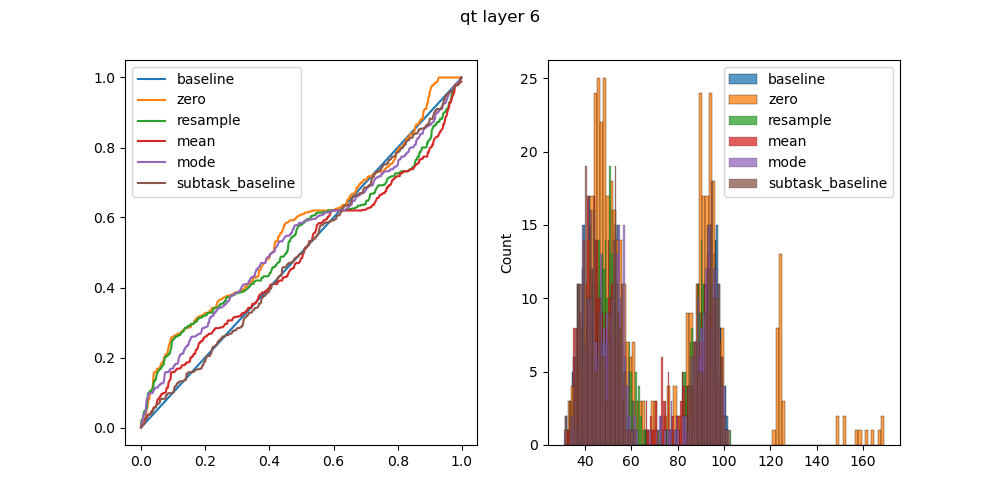 qt layer 6
baseline
zero
resample
mean
mode
subtask_baseline
1.0
0.8
0.6
0.4
0.2
0.0
0.0 0.2 0.4 0.6 0.8 1.0
baseline
zero
resample
mean
mode
subtask_baseline
Count
25
20
15
10
5
0
40 60 80 100 120 140 160